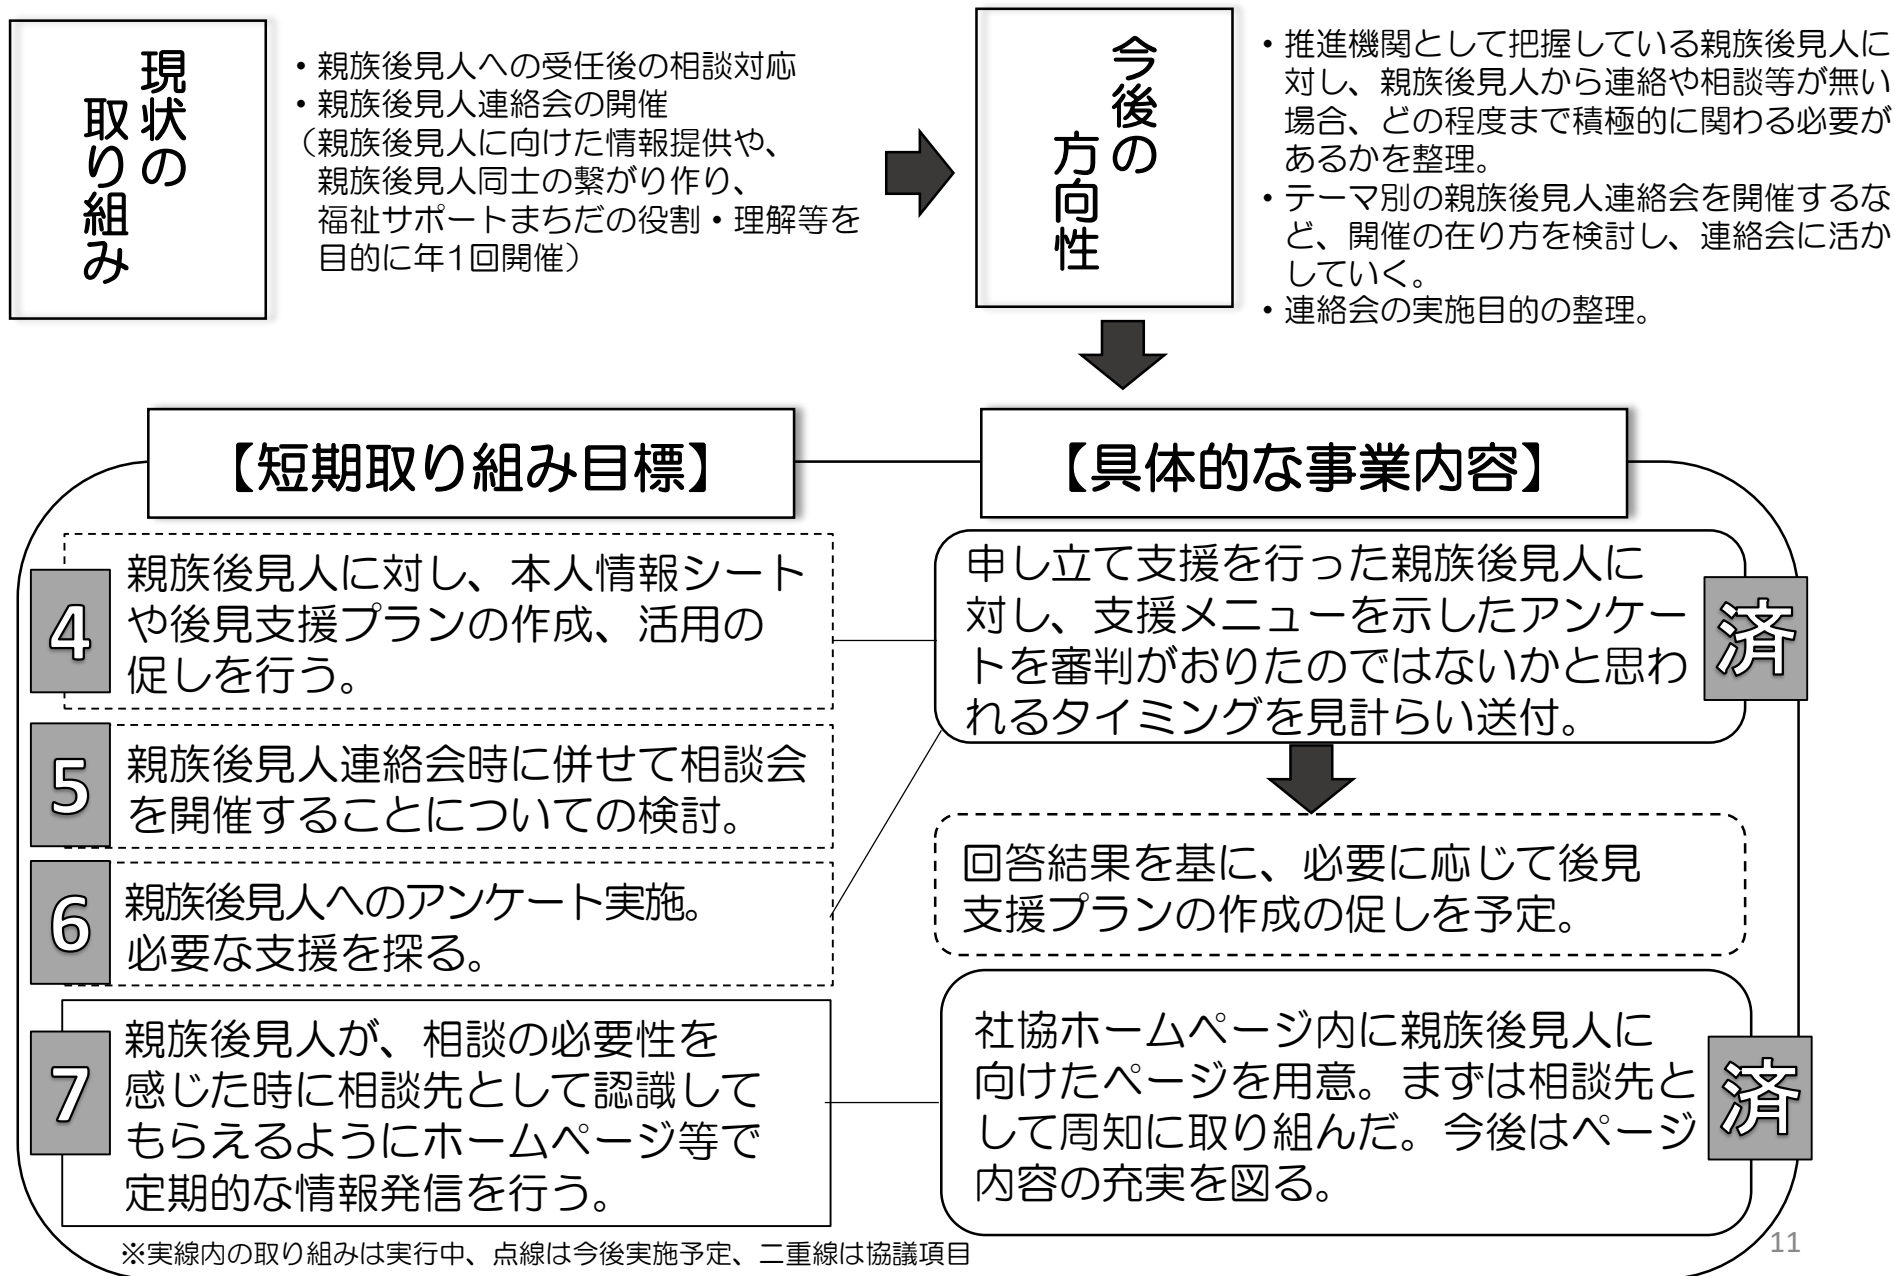 現状の
取り組み
・親族後見人への受任後の相談対応
・親族後見人連絡会の開催
（親族後見人に向けた情報提供や、
親族後見人同士の繋がり作り、
福祉サポートまちだの役割・理解等を
目的に年1回開催）
今後の
方向性
・推進機関として把握している親族後見人に
対し、親族後見人から連絡や相談等が無い
場合、どの程度まで積極的に関わる必要が
あるかを整理。
・テーマ別の親族後見人連絡会を開催するな
ど、開催の在り方を検討し、連絡会に活か
していく。
・連絡会の実施目的の整理。
【短期取り組み目標】
4
親族後見人に対し、本人情報シート
や後見支援プランの作成、活用の
促しを行う。
5
親族後見人連絡会時に併せて相談会
を開催することについての検討。
6
親族後見人へのアンケート実施。
必要な支援を探る。
7
親族後見人が、相談の必要性を
感じた時に相談先として認識して
もらえるようにホームページ等で
定期的な情報発信を行う。
【具体的な事業内容】
申し立て支援を行った親族後見人に
対し、支援メニューを示したアンケー
トを審判がおりたのではないかと思わ
れるタイミングを見計らい送付。
済
回答結果を基に、必要に応じて後見
支援プランの作成の促しを予定。
社協ホームページ内に親族後見人に
向けたページを用意。まずは相談先と
して周知に取り組んだ。今後はページ
内容の充実を図る。
済
※実線内の取り組みは実行中、点線は今後実施予定、二重線は協議項目
11